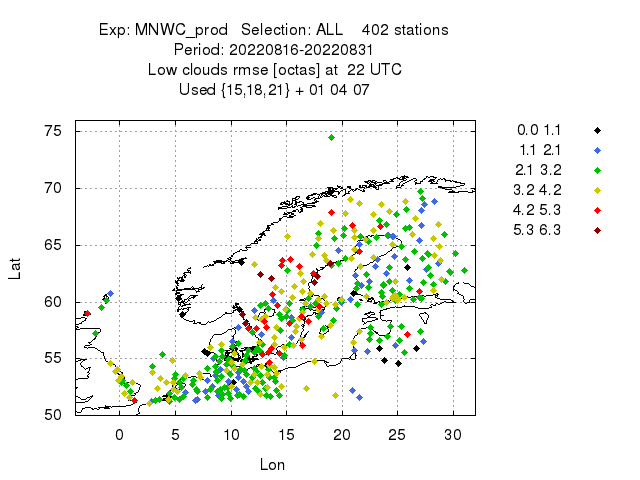 Exp: MNWC_prod   Selection: ALL    402 stations
Period: 20220816-20220831
Low clouds rmse [octas] at  22 UTC
Used {15,18,21} + 01 04 07
75
70
65
60
55
50
Lat
0 5 10 15 20 25 30
Lon
0.0 1.1
1.1 2.1
2.1 3.2
3.2 4.2
4.2 5.3
5.3 6.3